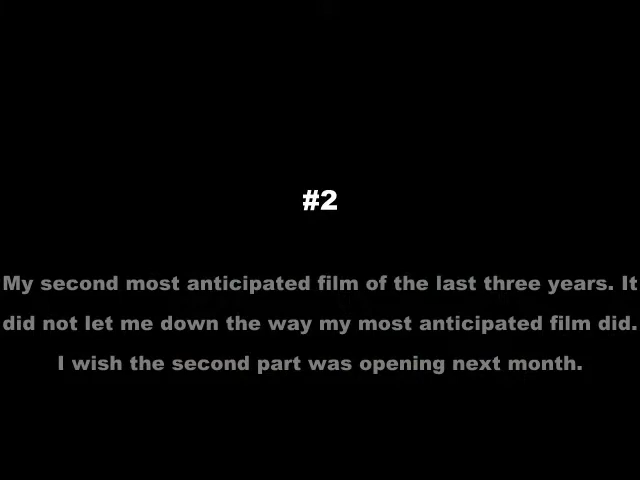 #2
My second most anticipated film of the last three years. It
did not let me down the way my most anticipated film did.
I wish the second part was opening next month.